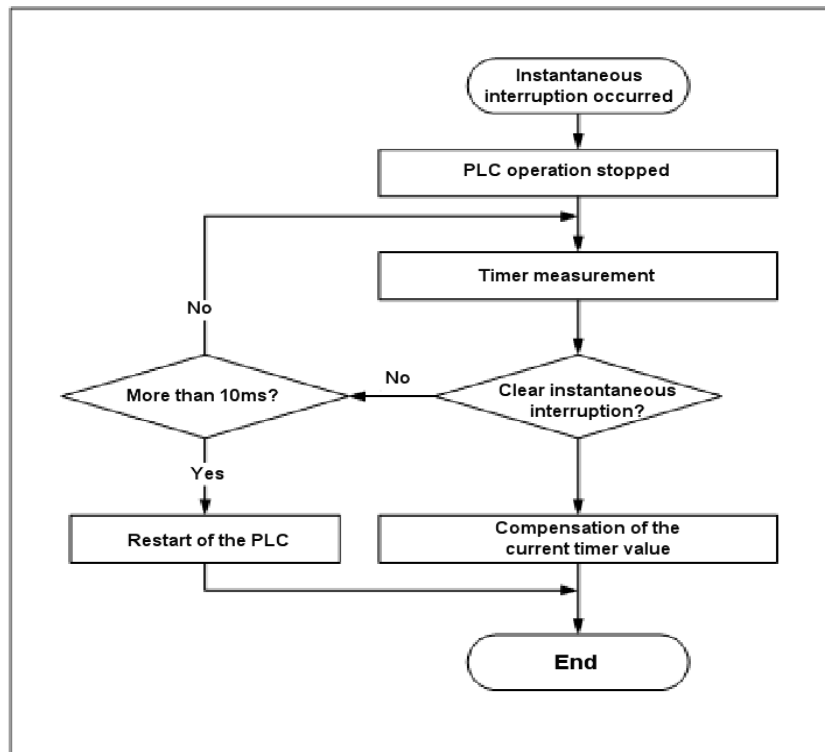 Instantaneous
interruption occurred
PLC operation stopped
Timer measurement
No
No
More than 10ms?
Clear instantaneous
interruption?
Yes
Restart of the PLC
Compensation of the
current timer value
End